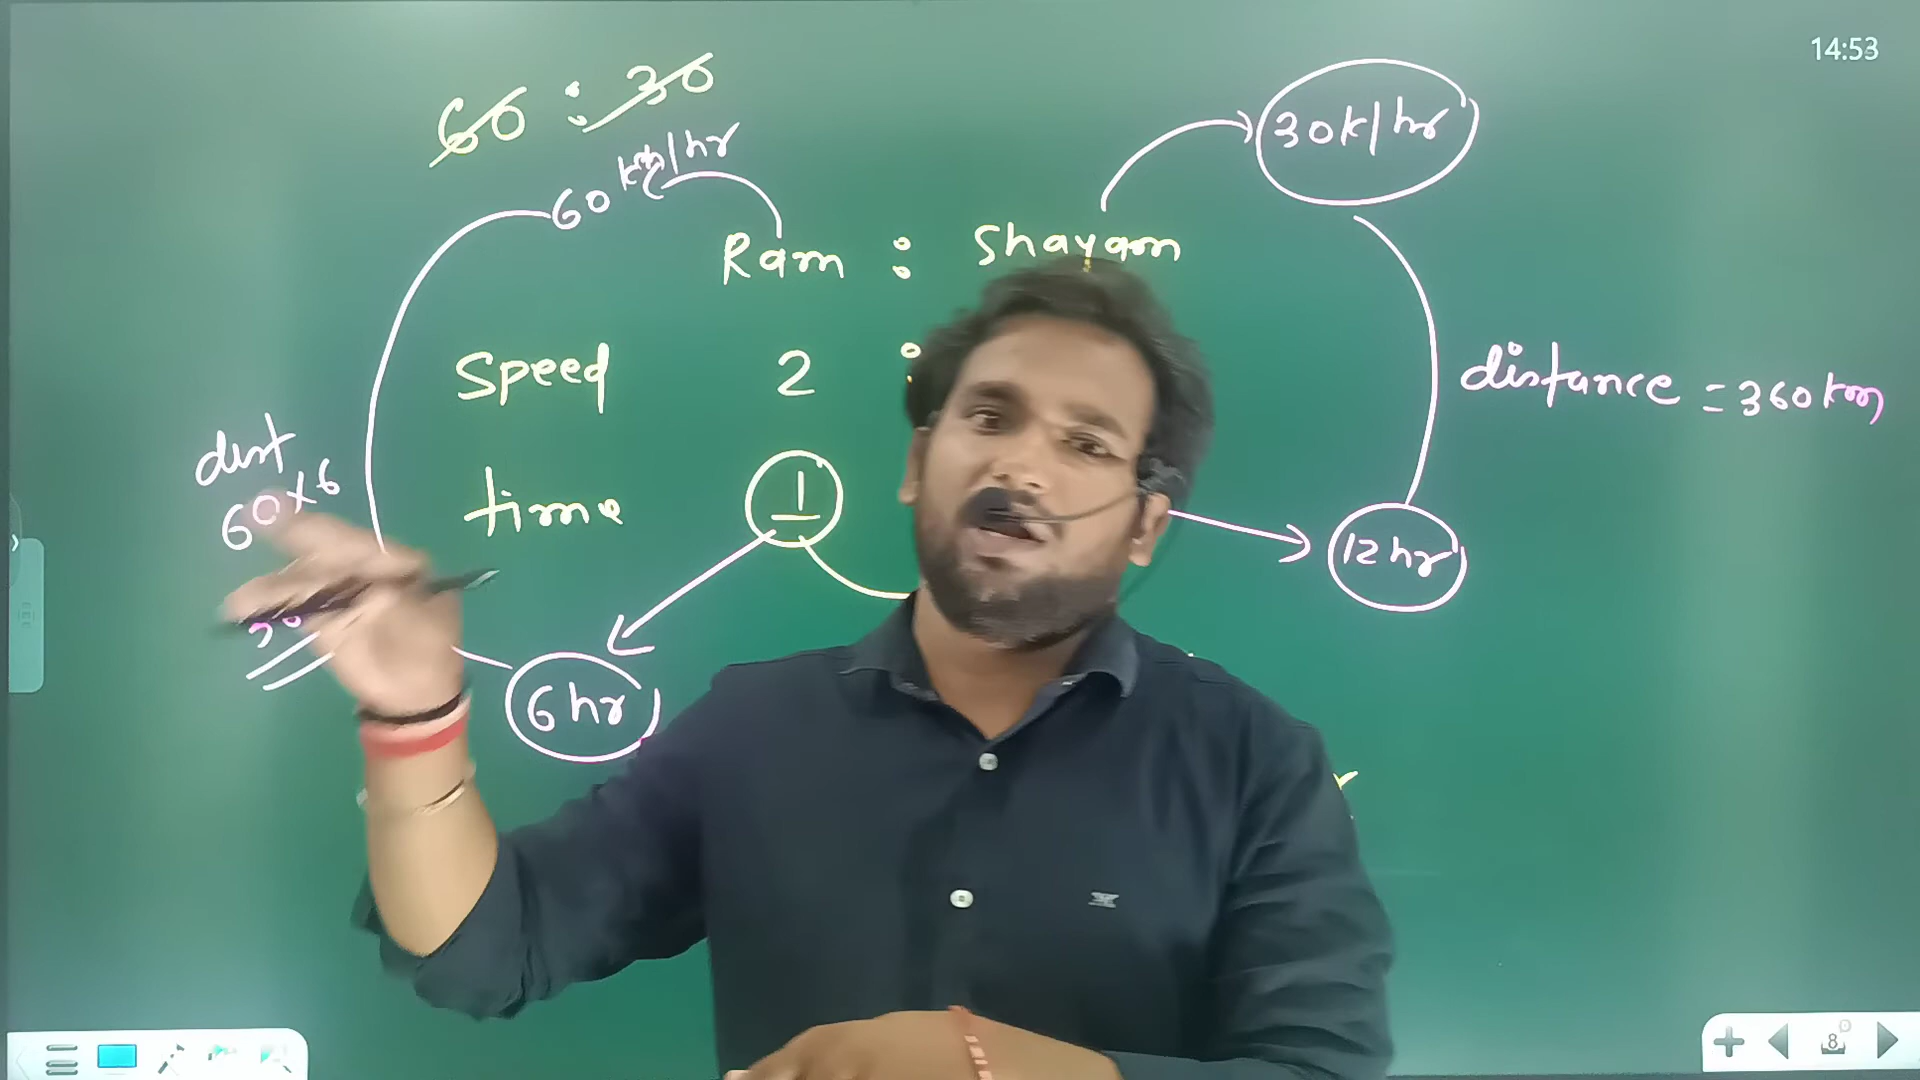 14:53
60 : 30
60 km/hr
30k/hr
Ram : Shayam
Speed 2 :
distance = 360 km
dist
60 x 6
time 1
12 hr
6 hr
8